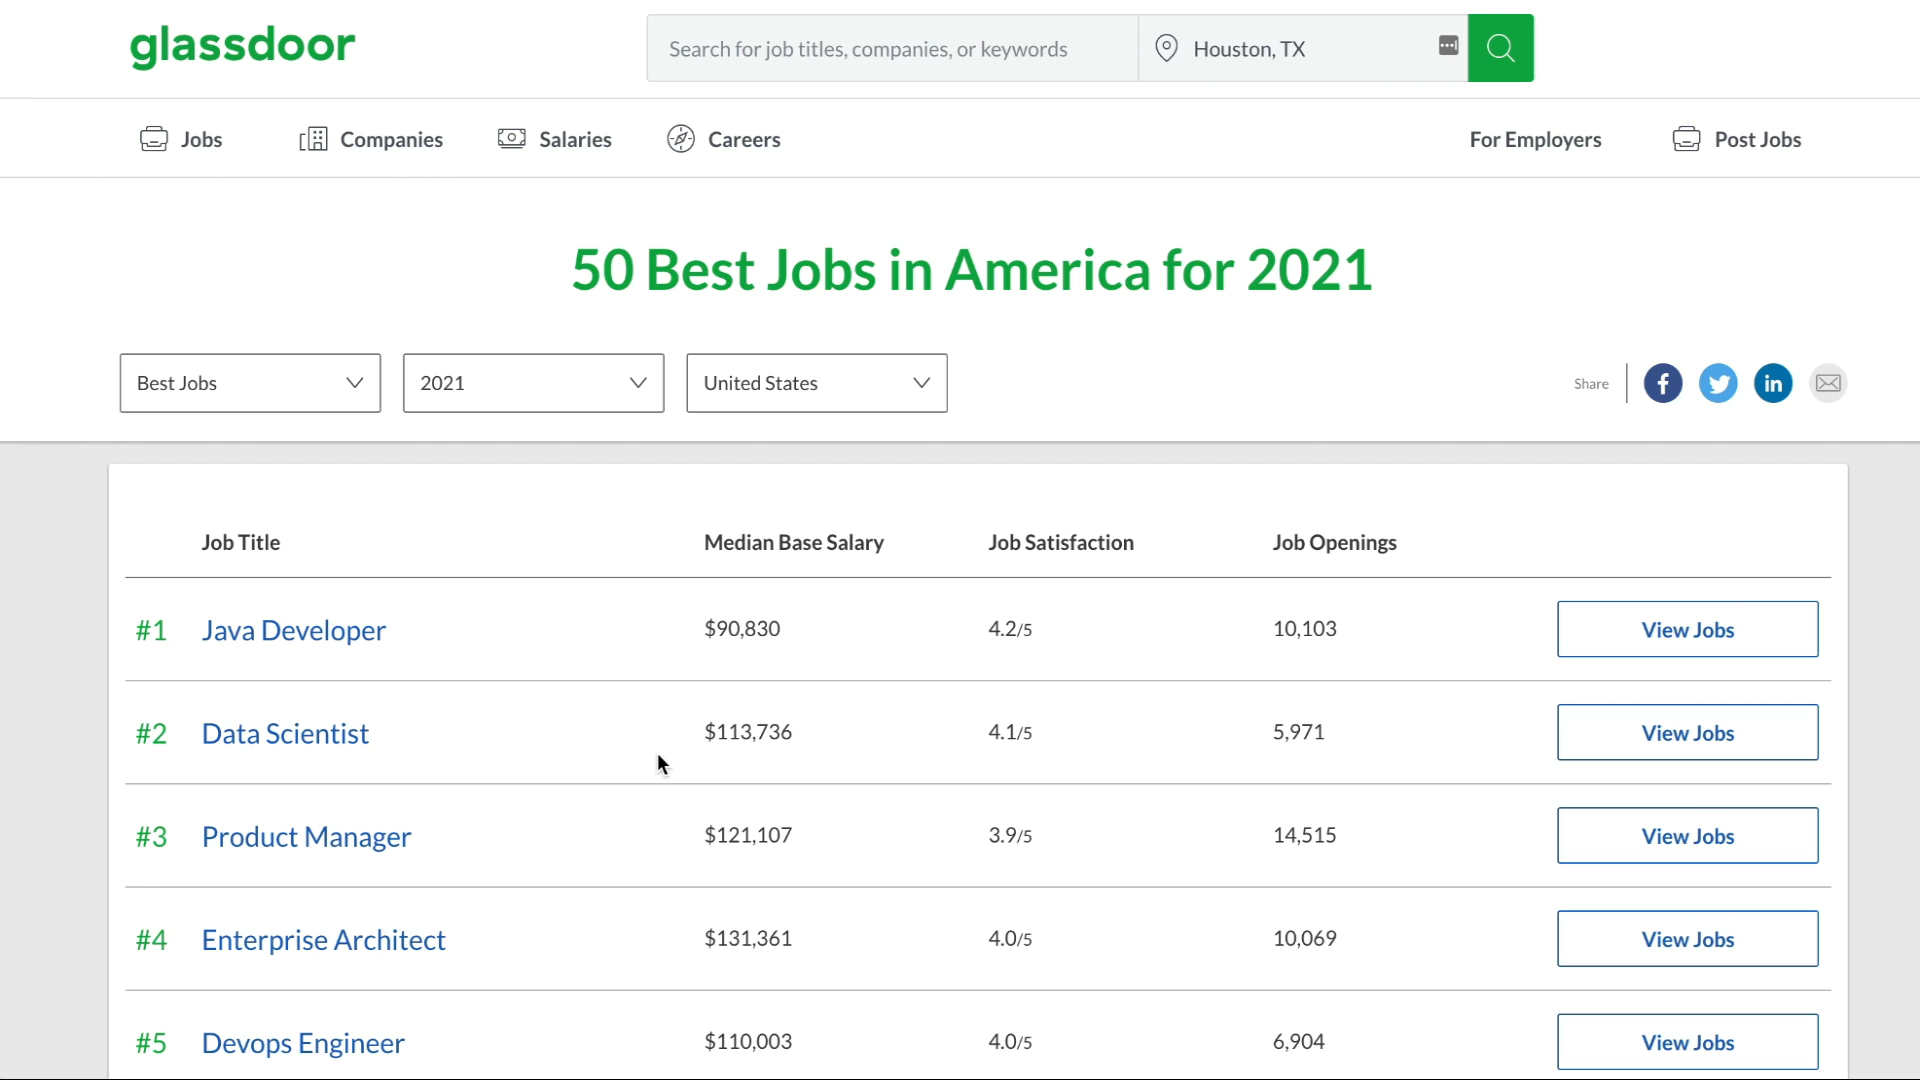 glassdoor
Search for job titles, companies, or keywords
Houston, TX
Jobs
Companies
Salaries
Careers
For Employers
Post Jobs
50 Best Jobs in America for 2021
Best Jobs
2021
United States
Share
Job Title Median Base Salary Job Satisfaction Job Openings
#1 Java Developer $90,830 4.2/5 10,103 View Jobs
#2 Data Scientist $113,736 4.1/5 5,971 View Jobs
#3 Product Manager $121,107 3.9/5 14,515 View Jobs
#4 Enterprise Architect $131,361 4.0/5 10,069 View Jobs
#5 Devops Engineer $110,003 4.0/5 6,904 View Jobs